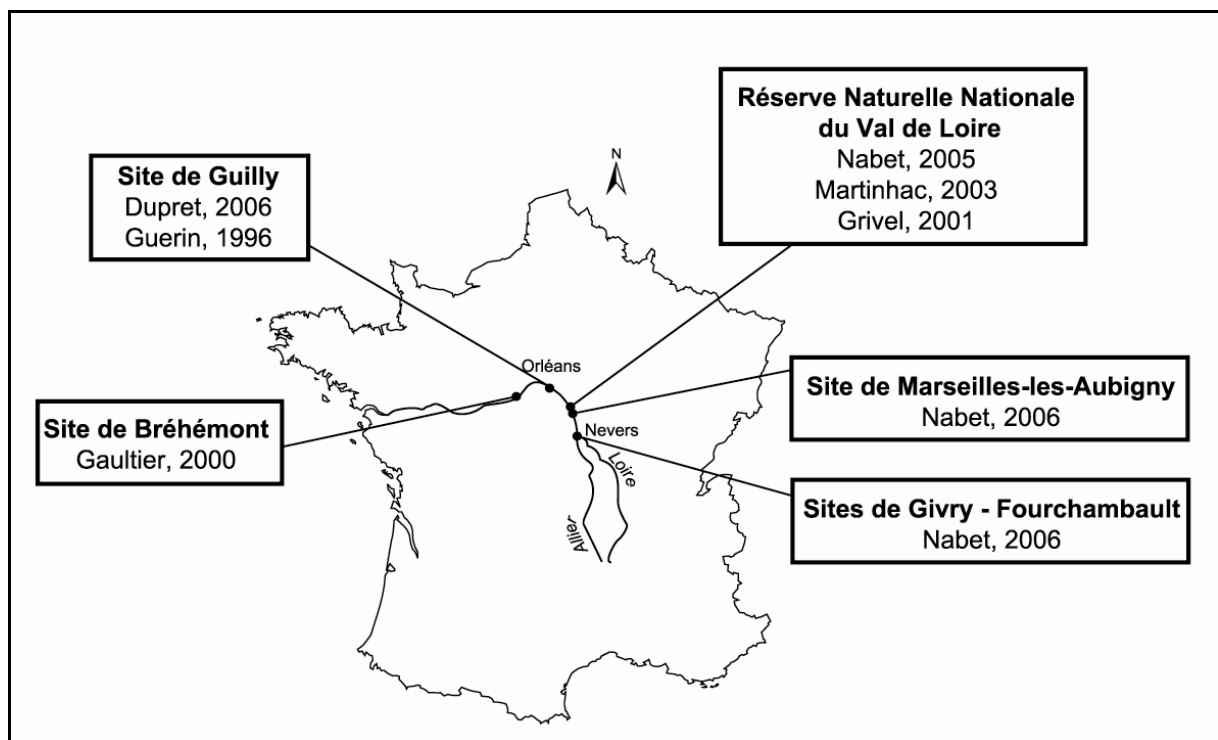 Réserve Naturelle Nationale
du Val de Loire
Nabet, 2005
Martinhac, 2003
Grivel, 2001
N
Site de Guilly
Dupret, 2006
Guerin, 1996
Orléans
Site de Marseilles-les-Aubigny
Nabet, 2006
Site de Bréhémont
Gaultier, 2000
Nevers
Loire
Allier
Sites de Givry - Fourchambault
Nabet, 2006